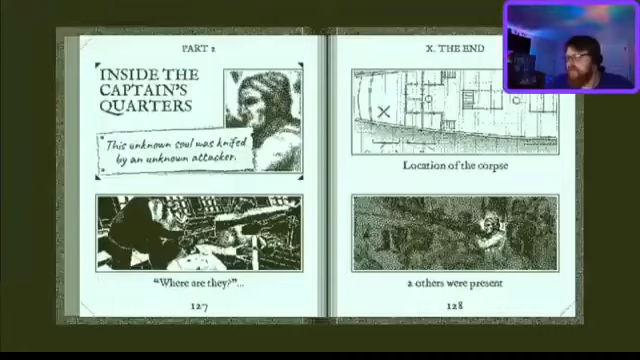 PART 2
INSIDE THE
CAPTAIN'S
QUARTERS
This unknown soul was knifed
by an unknown attacker.
"Where are they?"...
127
X. THE END
Location of the corpse
2 others were present
128